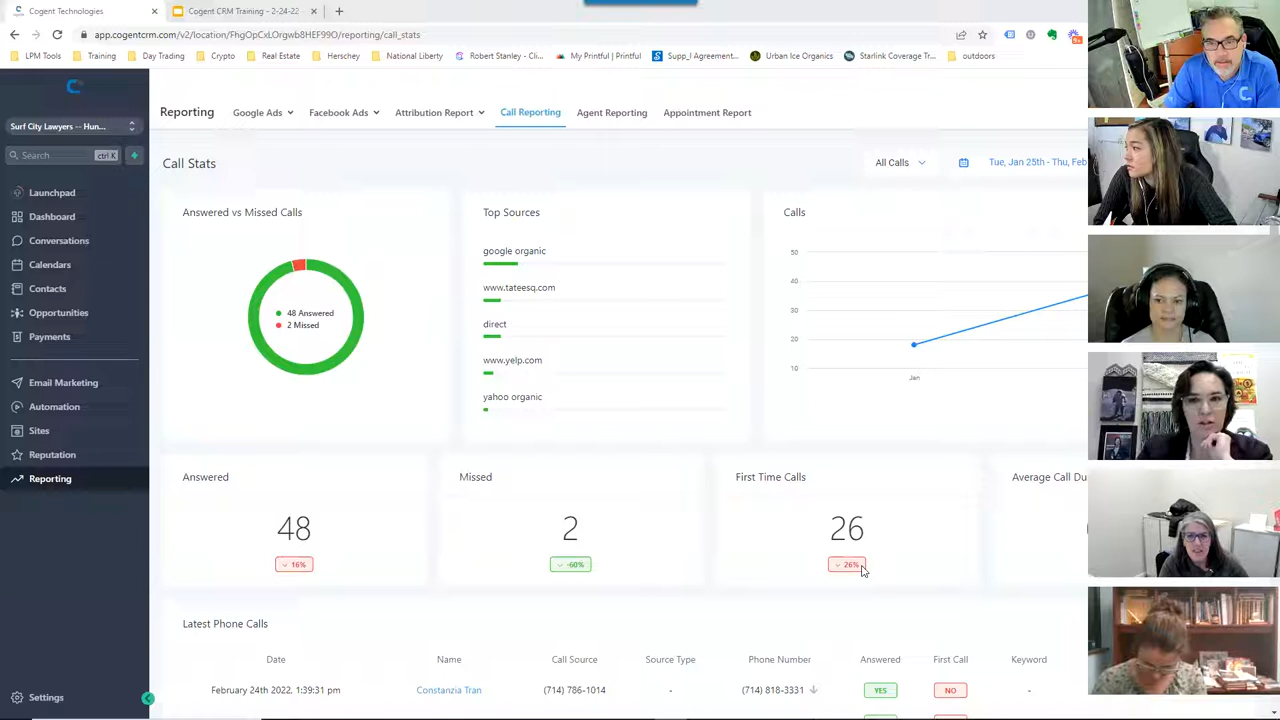 Cogent Technologies
Cogent CRM Training - 2-24-22
app.cogentcrm.com/v2/location/FhgOpCxLOrgwb8HEF99O/reporting/call_stats
LPM Tools
Training
Day Trading
Crypto
Real Estate
Herschey
National Liberty
Robert Stanley - Cli...
My Printful | Printful
Supp_l Agreement...
Urban Ice Organics
Starlink Coverage Tr...
outdoors
Surf City Lawyers -- Hun...
Search
ctrl K
Launchpad
Dashboard
Conversations
Calendars
Contacts
Opportunities
Payments
Email Marketing
Automation
Sites
Reputation
Reporting
Settings
Reporting
Google Ads
Facebook Ads
Attribution Report
Call Reporting
Agent Reporting
Appointment Report
Call Stats
All Calls
Tue, Jan 25th - Thu, Feb
Answered vs Missed Calls
48 Answered
2 Missed
Top Sources
google organic
www.tateesq.com
direct
www.yelp.com
yahoo organic
Calls
50
40
30
20
10
Jan
Answered
48
16%
Missed
2
-60%
First Time Calls
26
26%
Average Call Du
Latest Phone Calls
Date
Name
Call Source
Source Type
Phone Number
Answered
First Call
Keyword
February 24th 2022, 1:39:31 pm
Constanzia Tran
(714) 786-1014
-
(714) 818-3331
YES
NO
-